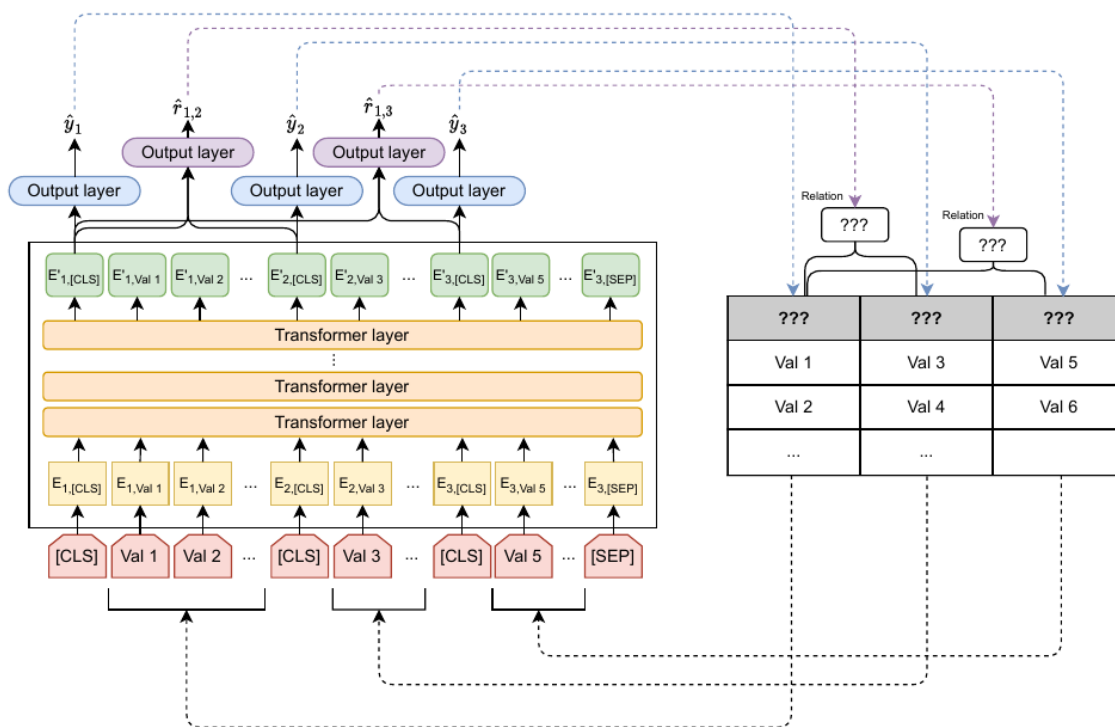 ŷ₁ r̂₁,₂ ŷ₂ r̂₁,₃ ŷ₃
Output layer Output layer
Output layer Output layer Output layer
Relation
???
Relation
???
E'1,[CLS] E'1,Val 1 E'1,Val 2 ... E'2,[CLS] E'2,Val 3 ... E'3,[CLS] E'3,Val 5 ... E'3,[SEP]
Transformer layer
⋮
Transformer layer
Transformer layer
E1,[CLS] E1,Val 1 E1,Val 2 ... E2,[CLS] E2,Val 3 ... E3,[CLS] E3,Val 5 ... E3,[SEP]
[CLS] Val 1 Val 2 ... [CLS] Val 3 ... [CLS] Val 5 ... [SEP]
??? ??? ???
Val 1 Val 3 Val 5
Val 2 Val 4 Val 6
... ...